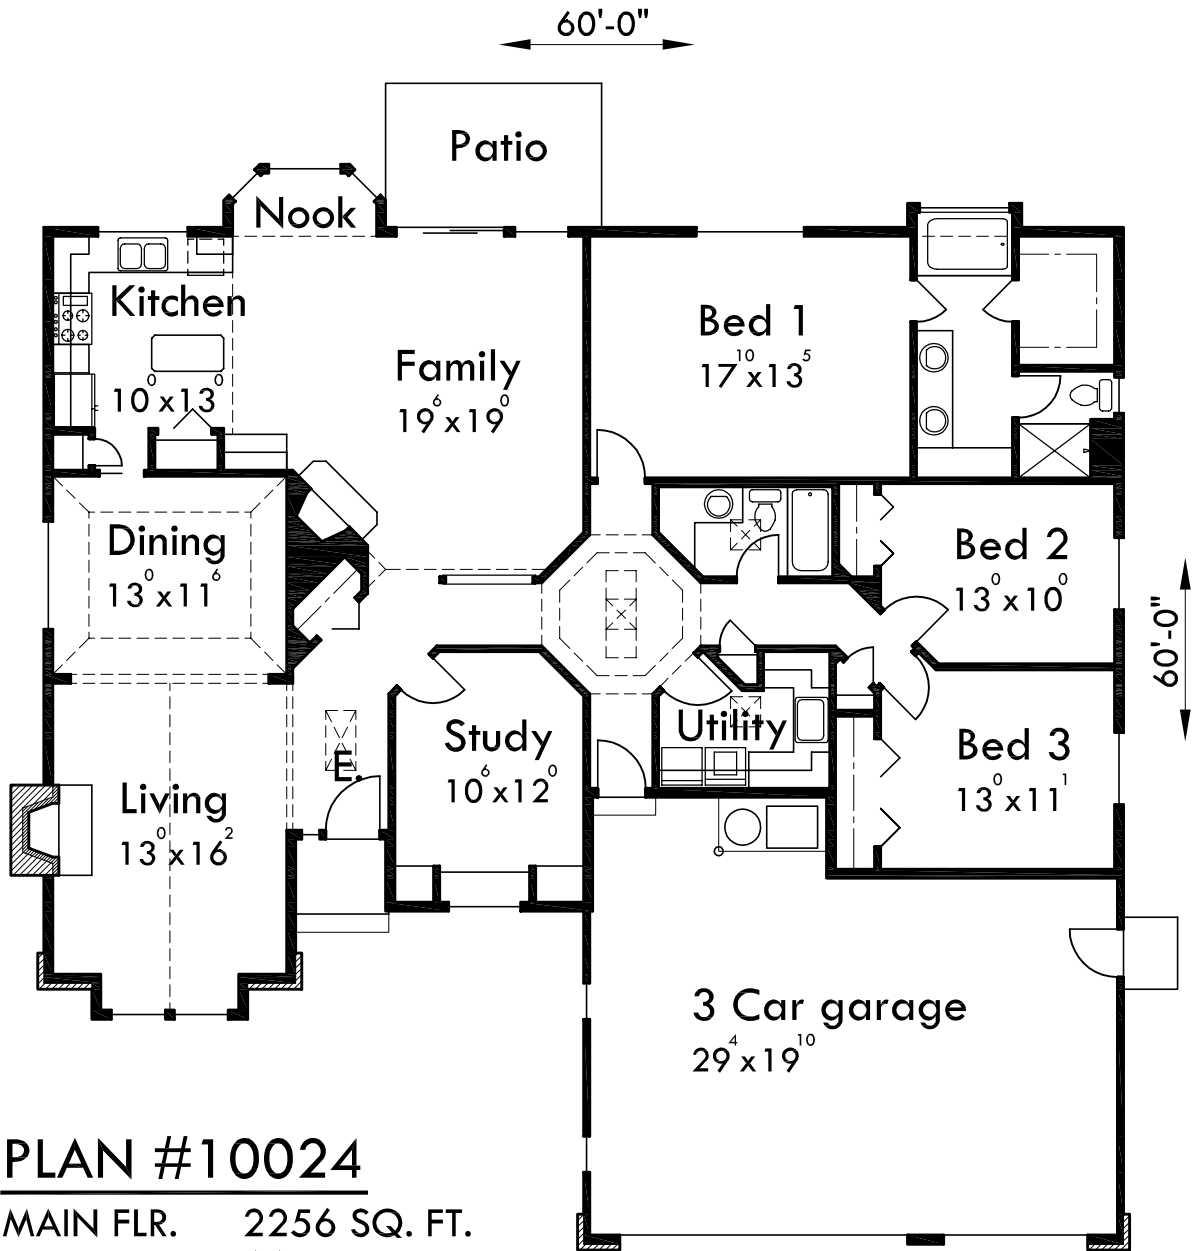 60'-0"
Patio
Nook
Kitchen
10⁰x13⁰
Family
19⁶x19⁰
Bed 1
17¹⁰x13⁵
Dining
13⁰x11⁶
Bed 2
13⁰x10⁰
60'-0"
Study
10⁶x12⁰
Utility
Bed 3
13⁰x11¹
E.
Living
13⁰x16²
3 Car garage
29⁴x19¹⁰
PLAN #10024
MAIN FLR. 2256 SQ. FT.